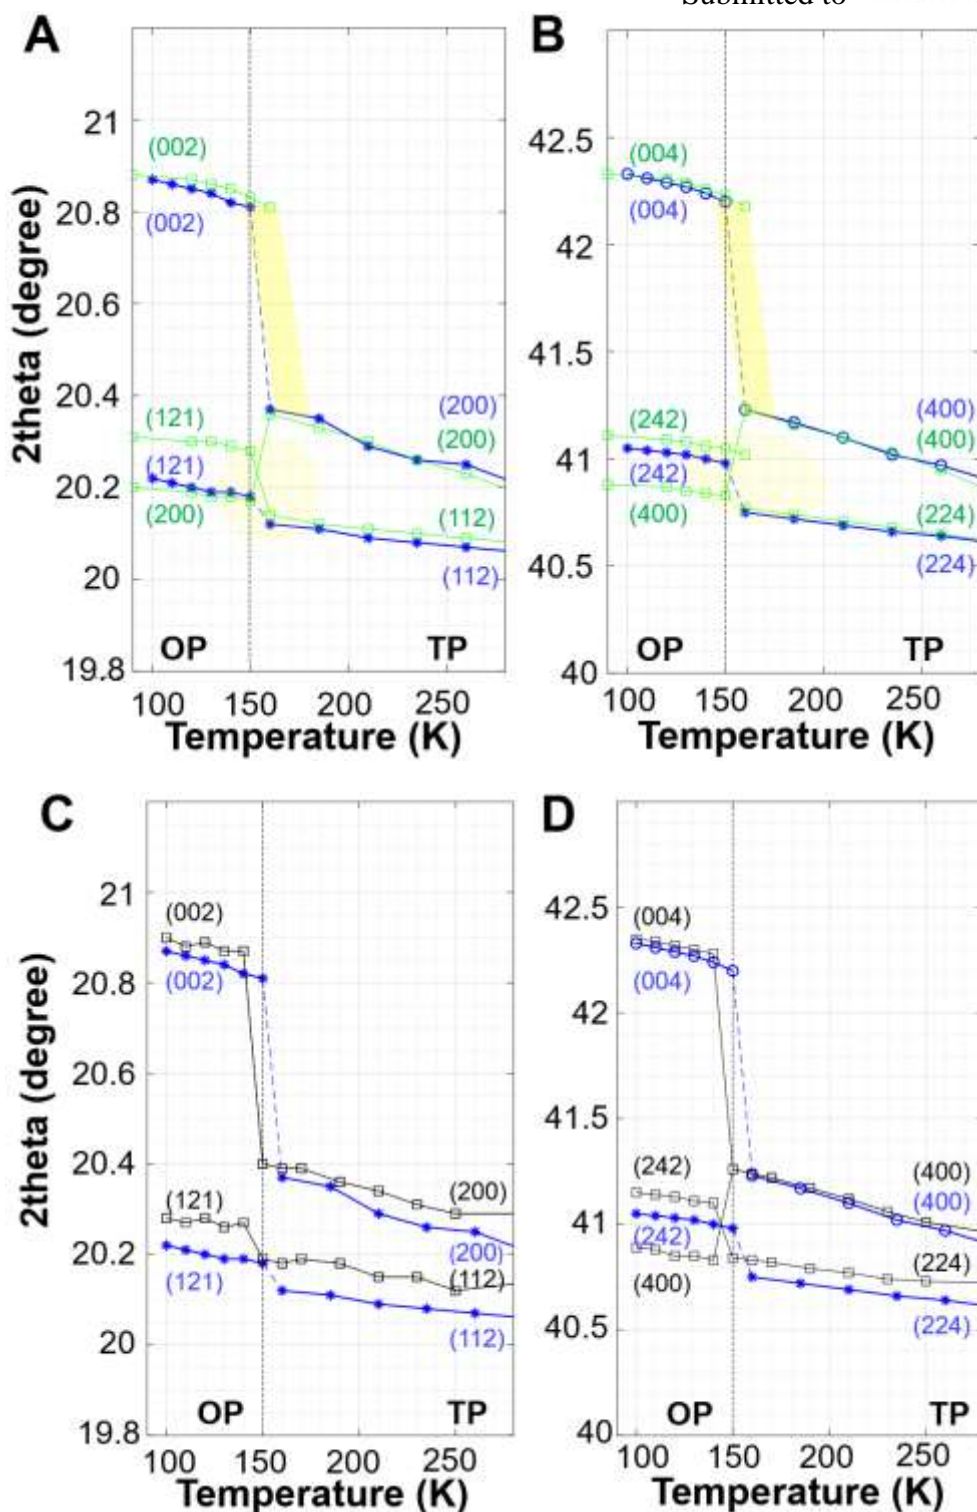 Submitted to
A
B
2theta (degree)
21
20.8
20.6
20.4
20.2
20
19.8
(002)
(002)
(121)
(121)
(200)
(200)
(200)
(112)
(112)
OP
TP
100 150 200 250
Temperature (K)
42.5
42
41.5
41
40.5
40
(004)
(004)
(242)
(242)
(400)
(400)
(400)
(224)
(224)
OP
TP
100 150 200 250
Temperature (K)
C
D
2theta (degree)
21
20.8
20.6
20.4
20.2
20
19.8
(002)
(002)
(121)
(121)
(200)
(200)
(112)
(112)
OP
TP
100 150 200 250
Temperature (K)
42.5
42
41.5
41
40.5
40
(004)
(004)
(242)
(242)
(400)
(400)
(400)
(224)
(224)
OP
TP
100 150 200 250
Temperature (K)